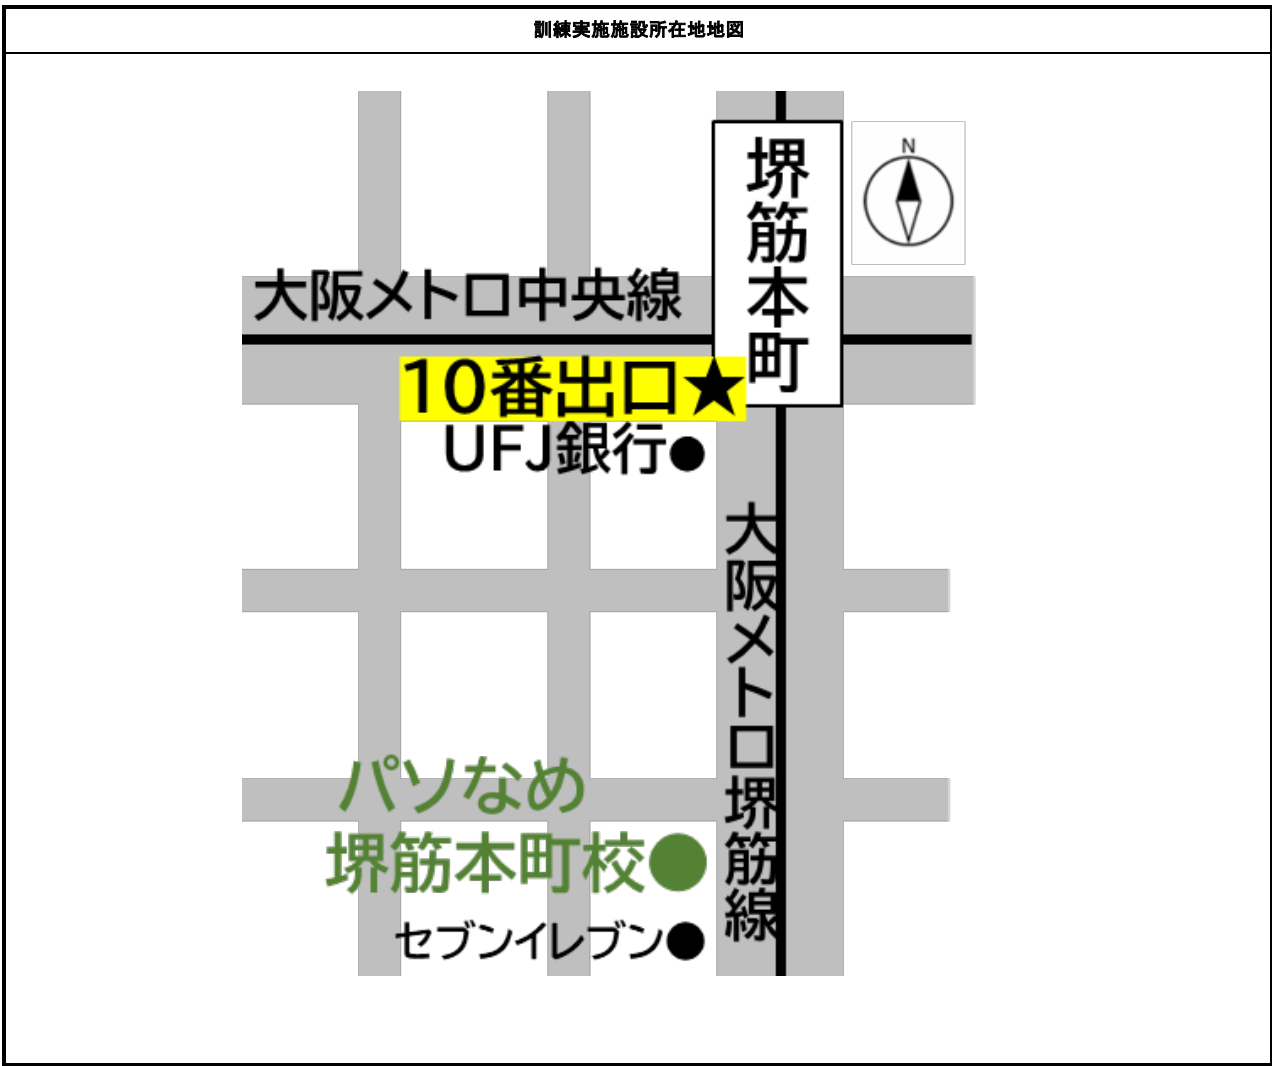 訓練実施施設所在地地図
N
堺筋本町
大阪メトロ中央線
10番出口★
UFJ銀行●
大阪メトロ堺筋線
パソなめ
堺筋本町校●
セブンイレブン●